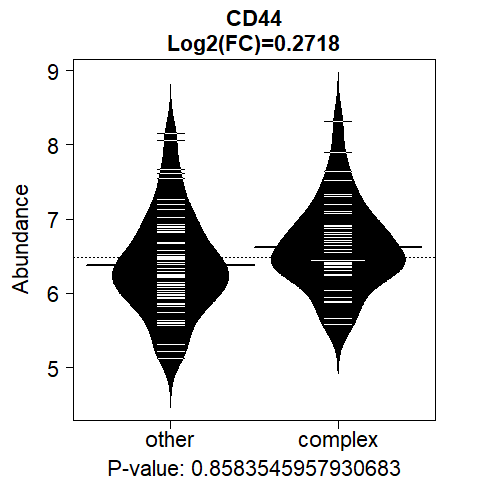 CD44
Log2(FC)=0.2718
9
8
7
6
5
Abundance
other complex
P-value: 0.8583545957930683